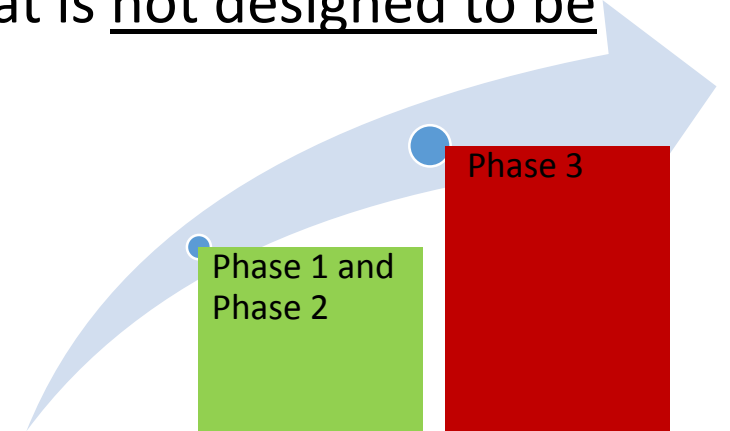 at is not designed to be
Phase 3
Phase 1 and
Phase 2